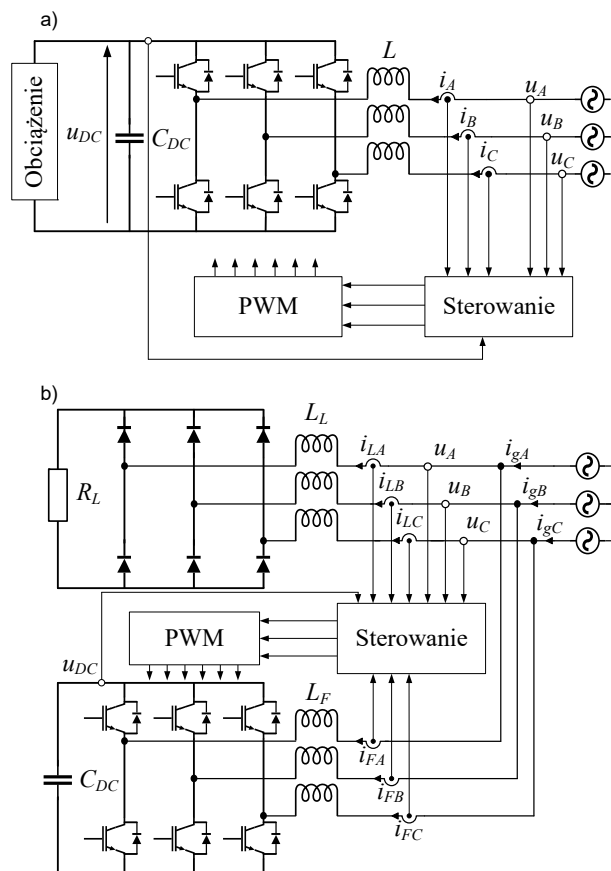 a)
L
i_A
u_A
Obciążenie
u_DC
C_DC
i_B
u_B
i_C
u_C
PWM
Sterowanie
b)
L_L
i_LA
u_A
i_gA
R_L
i_LB
u_B
i_gB
i_LC
u_C
i_gC
PWM
Sterowanie
u_DC
L_F
C_DC
i_FA
i_FB
i_FC